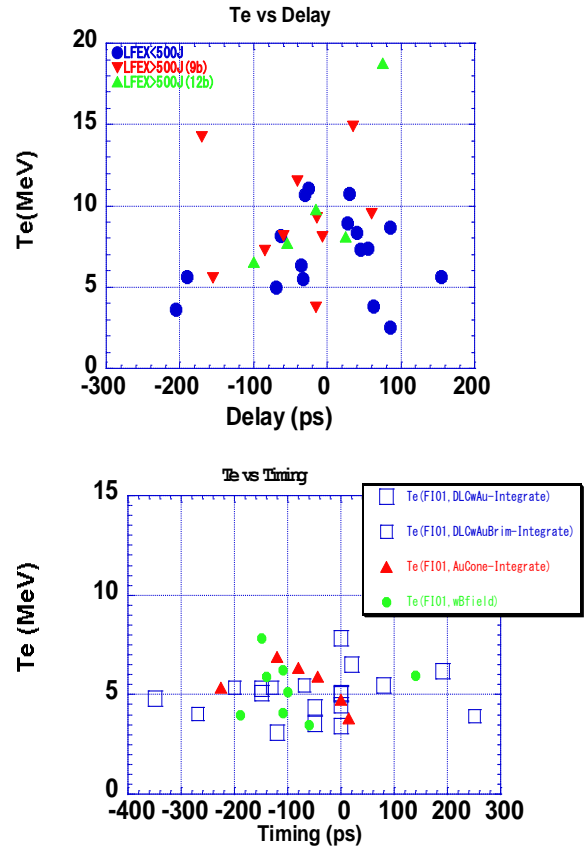 Te vs Delay
20
LFEX<500J
LFEX>500J(9b)
LFEX>500J(12b)
15
10
5
0
Te(MeV)
-300 -200 -100 0 100 200
Delay (ps)
Te vs Timing
15
10
5
0
Te (MeV)
Te(FI01,DLCwAu-Integrate)
Te(FI01,DLCwAuBrim-Integrate)
Te(FI01,AuCone-Integrate)
Te(FI01,wBfield)
-400 -300 -200 -100 0 100 200 300
Timing (ps)